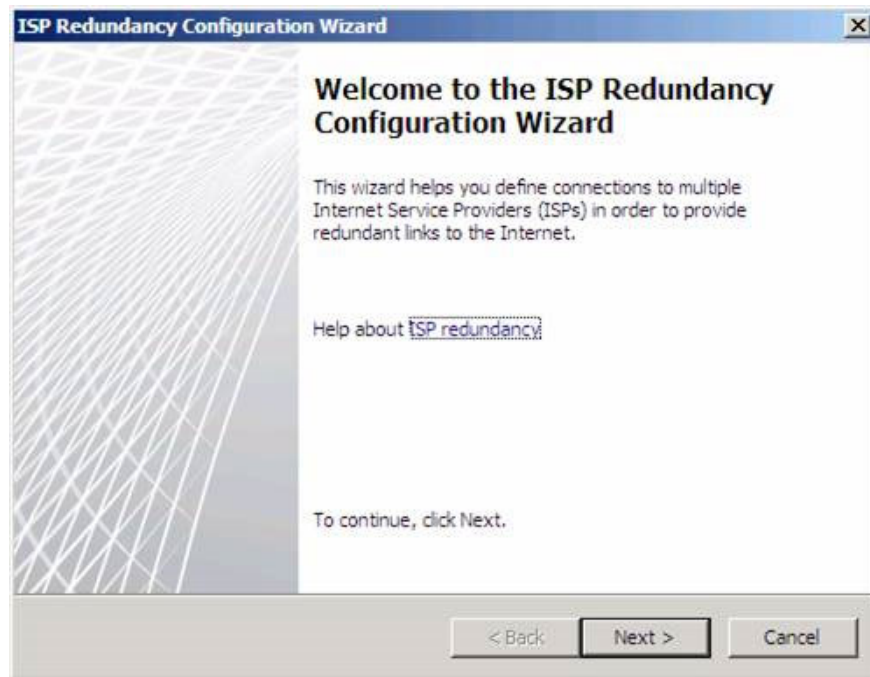 ISP Redundancy Configuration Wizard
Welcome to the ISP Redundancy
Configuration Wizard
This wizard helps you define connections to multiple
Internet Service Providers (ISPs) in order to provide
redundant links to the Internet.
Help about ISP redundancy
To continue, click Next.
< Back Next > Cancel